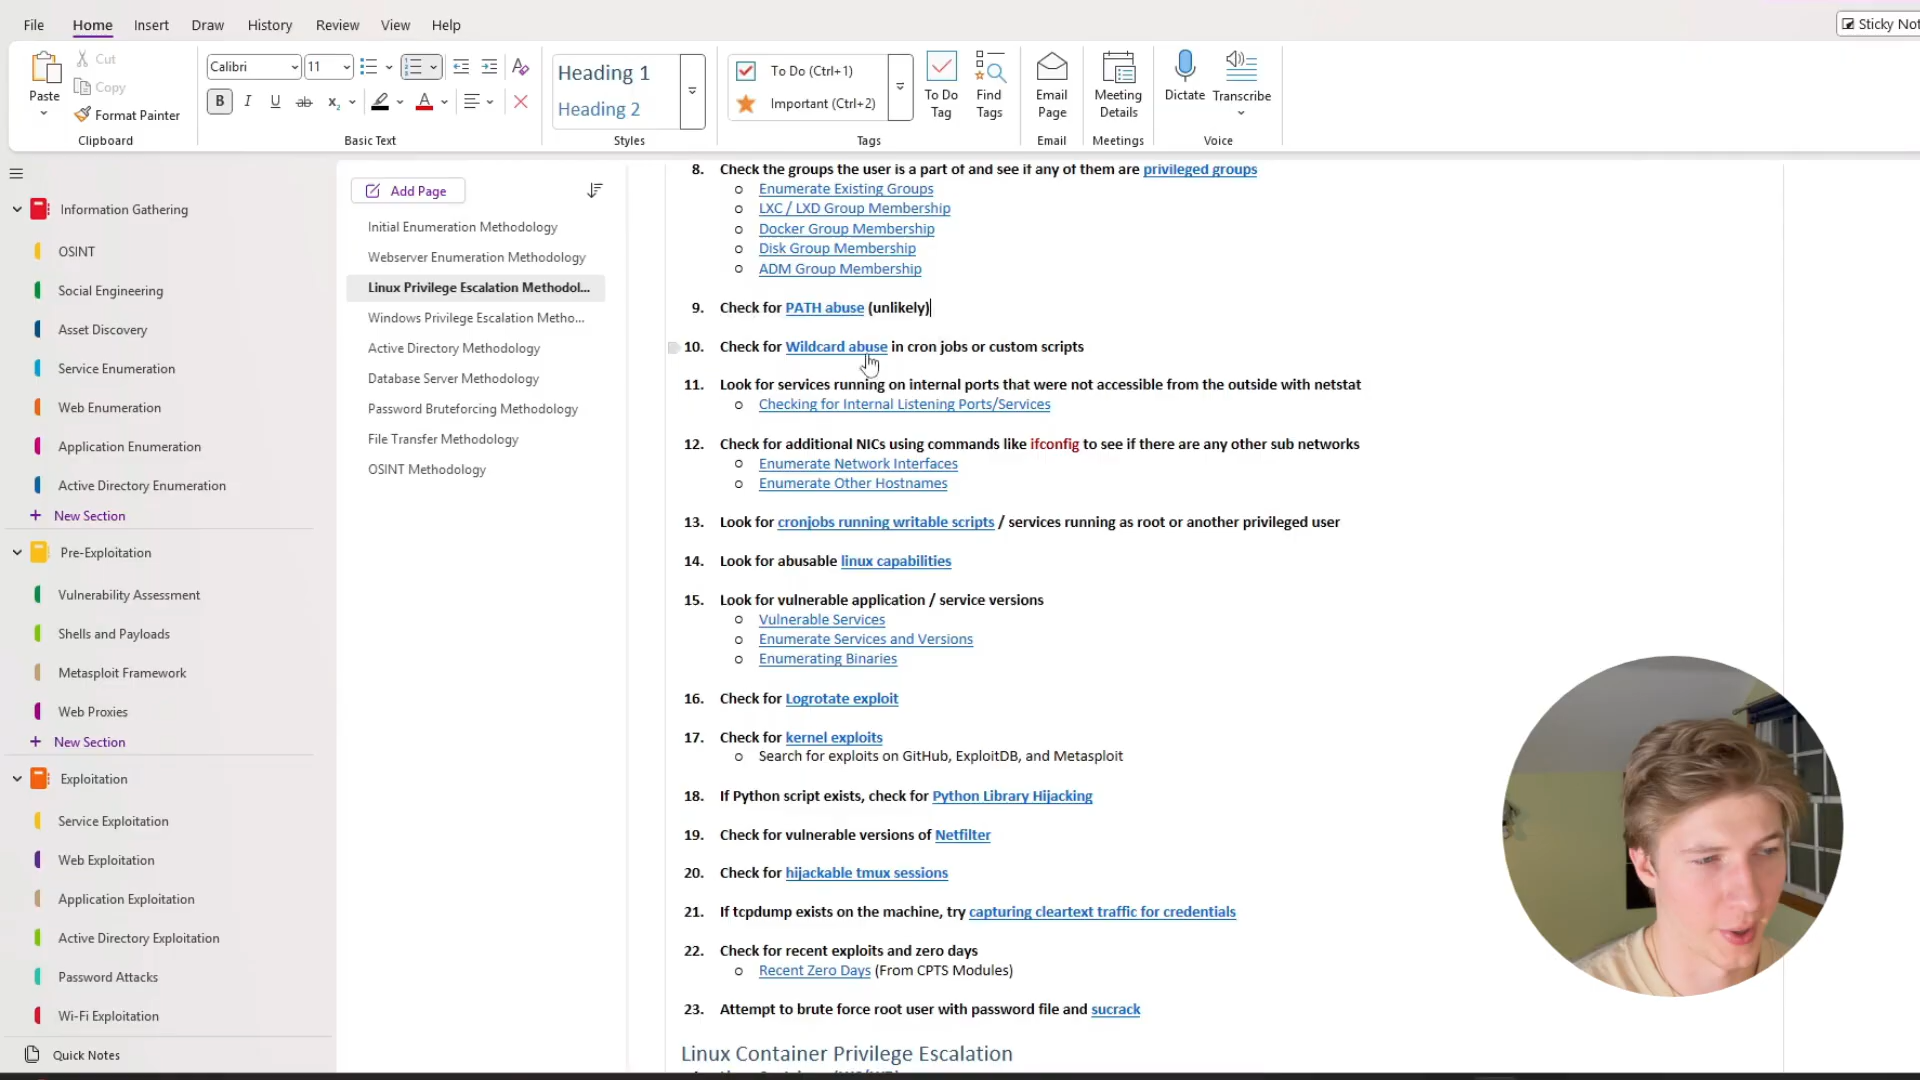 File Home Insert Draw History Review View Help
Sticky Not
Paste
Cut
Copy
Format Painter
Clipboard
Calibri 11
B I U ab x₂ A
Basic Text
Heading 1
Heading 2
Styles
To Do (Ctrl+1)
Important (Ctrl+2)
To Do Tag
Find Tags
Tags
Email Page
Email
Meeting Details
Meetings
Dictate
Transcribe
Voice
Information Gathering
OSINT
Social Engineering
Asset Discovery
Service Enumeration
Web Enumeration
Application Enumeration
Active Directory Enumeration
+ New Section
Pre-Exploitation
Vulnerability Assessment
Shells and Payloads
Metasploit Framework
Web Proxies
+ New Section
Exploitation
Service Exploitation
Web Exploitation
Application Exploitation
Active Directory Exploitation
Password Attacks
Wi-Fi Exploitation
Quick Notes
Add Page
Initial Enumeration Methodology
Webserver Enumeration Methodology
Linux Privilege Escalation Methodol...
Windows Privilege Escalation Metho...
Active Directory Methodology
Database Server Methodology
Password Bruteforcing Methodology
File Transfer Methodology
OSINT Methodology
8. Check the groups the user is a part of and see if any of them are privileged groups
o Enumerate Existing Groups
o LXC / LXD Group Membership
o Docker Group Membership
o Disk Group Membership
o ADM Group Membership
9. Check for PATH abuse (unlikely)
10. Check for Wildcard abuse in cron jobs or custom scripts
11. Look for services running on internal ports that were not accessible from the outside with netstat
o Checking for Internal Listening Ports/Services
12. Check for additional NICs using commands like ifconfig to see if there are any other sub networks
o Enumerate Network Interfaces
o Enumerate Other Hostnames
13. Look for cronjobs running writable scripts / services running as root or another privileged user
14. Look for abusable linux capabilities
15. Look for vulnerable application / service versions
o Vulnerable Services
o Enumerate Services and Versions
o Enumerating Binaries
16. Check for Logrotate exploit
17. Check for kernel exploits
o Search for exploits on GitHub, ExploitDB, and Metasploit
18. If Python script exists, check for Python Library Hijacking
19. Check for vulnerable versions of Netfilter
20. Check for hijackable tmux sessions
21. If tcpdump exists on the machine, try capturing cleartext traffic for credentials
22. Check for recent exploits and zero days
o Recent Zero Days (From CPTS Modules)
23. Attempt to brute force root user with password file and sucrack
Linux Container Privilege Escalation